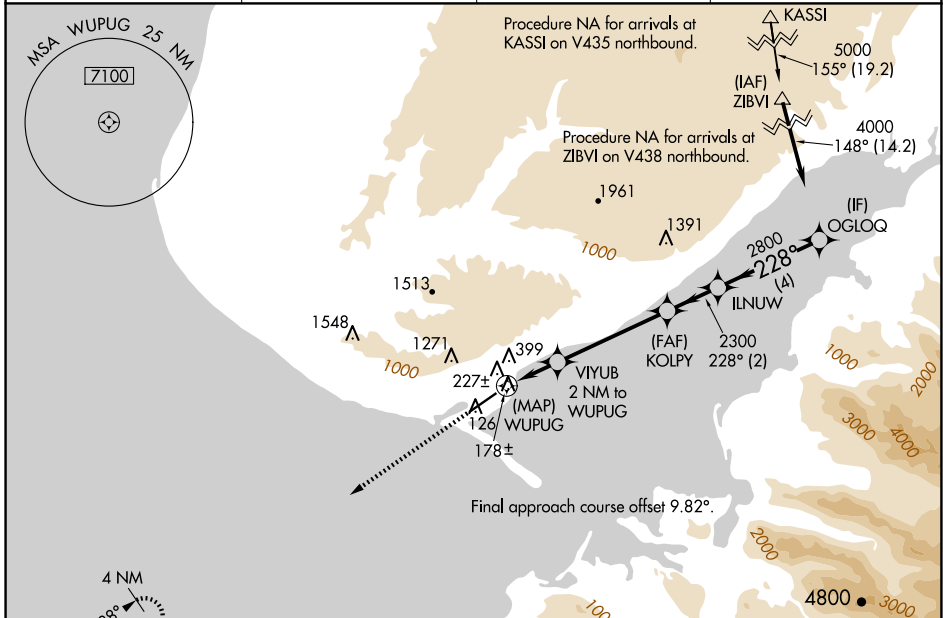 MSA WUPUG 25 NM
7100
Procedure NA for arrivals at
KASSI on V435 northbound.
KASSI
5000
155° (19.2)
(IAF)
ZIBVI
4000
148° (14.2)
Procedure NA for arrivals at
ZIBVI on V438 northbound.
1961
1391
1000
(IF)
OGLOQ
2800
228°
(4)
ILNUW
1513
2300
228° (2)
(FAF)
KOLPY
1548
1271
399
1000
227±
VIYUB
2 NM to
WUPUG
(MAP)
WUPUG
126
178±
1000
2000
3000
4000
Final approach course offset 9.82°.
2000
4 NM
4800
3000